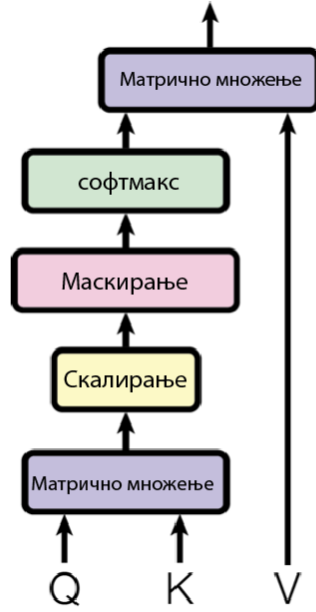 Матрично множење
софтмакс
Маскирање
Скалирање
Матрично множење
Q K V